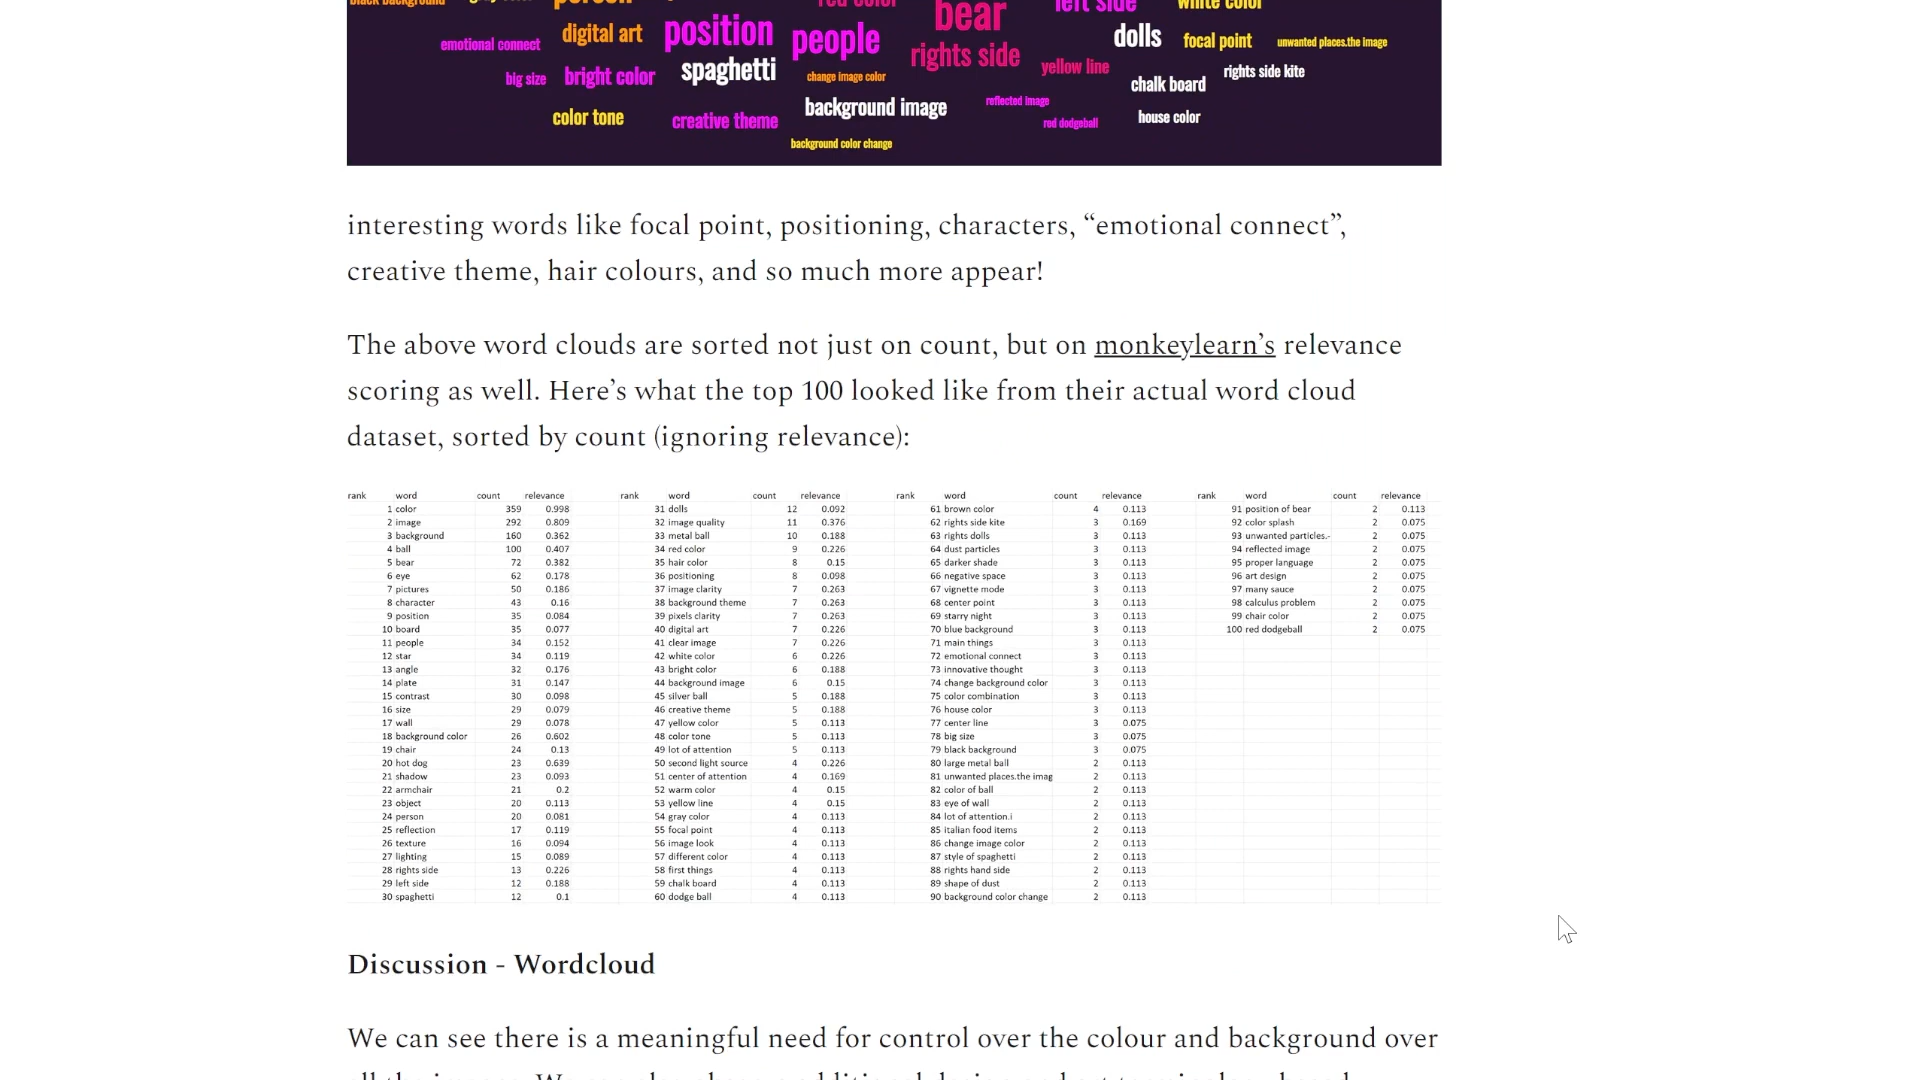 black background person red color left side white color
emotional connect digital art position people bear dolls focal point unwanted places.the image
rights side
big size bright color spaghetti change image color yellow line chalk board rights side kite
color tone creative theme background image reflected image red dodgeball house color
background color change
interesting words like focal point, positioning, characters, “emotional connect”,
creative theme, hair colours, and so much more appear!
The above word clouds are sorted not just on count, but on monkeylearn’s relevance
scoring as well. Here’s what the top 100 looked like from their actual word cloud
dataset, sorted by count (ignoring relevance):
rank word count relevance rank word count relevance rank word count relevance rank word count relevance
1 color 359 0.998 31 dolls 12 0.092 61 brown color 4 0.113 91 position of bear 2 0.113
2 image 292 0.809 32 image quality 11 0.376 62 rights side kite 3 0.169 92 color splash 2 0.075
3 background 160 0.362 33 metal ball 10 0.188 63 rights dolls 3 0.113 93 unwanted particles.- 2 0.075
4 ball 100 0.407 34 red color 9 0.226 64 dust particles 3 0.113 94 reflected image 2 0.075
5 bear 72 0.382 35 hair color 8 0.15 65 darker shade 3 0.113 95 proper language 2 0.075
6 eye 62 0.178 36 positioning 8 0.098 66 negative space 3 0.113 96 art design 2 0.075
7 pictures 50 0.186 37 image clarity 7 0.263 67 vignette mode 3 0.113 97 many sauce 2 0.075
8 character 43 0.16 38 background theme 7 0.263 68 center point 3 0.113 98 calculus problem 2 0.075
9 position 35 0.084 39 pixels clarity 7 0.263 69 starry night 3 0.113 99 chair color 2 0.075
10 board 35 0.077 40 digital art 7 0.226 70 blue background 3 0.113 100 red dodgeball 2 0.075
11 people 34 0.152 41 clear image 7 0.226 71 main things 3 0.113
12 star 34 0.119 42 white color 6 0.226 72 emotional connect 3 0.113
13 angle 32 0.176 43 bright color 6 0.188 73 innovative thought 3 0.113
14 plate 31 0.147 44 background image 6 0.15 74 change background color 3 0.113
15 contrast 30 0.098 45 silver ball 5 0.188 75 color combination 3 0.113
16 size 29 0.079 46 creative theme 5 0.188 76 house color 3 0.113
17 wall 29 0.078 47 yellow color 5 0.113 77 center line 3 0.075
18 background color 26 0.602 48 color tone 5 0.113 78 big size 3 0.075
19 chair 24 0.13 49 lot of attention 5 0.113 79 black background 3 0.075
20 hot dog 23 0.639 50 second light source 4 0.226 80 large metal ball 2 0.113
21 shadow 23 0.093 51 center of attention 4 0.169 81 unwanted places.the imag 2 0.113
22 armchair 21 0.2 52 warm color 4 0.15 82 color of ball 2 0.113
23 object 20 0.113 53 yellow line 4 0.15 83 eye of wall 2 0.113
24 person 20 0.081 54 gray color 4 0.113 84 lot of attention.i 2 0.113
25 reflection 17 0.119 55 focal point 4 0.113 85 italian food items 2 0.113
26 texture 16 0.094 56 image look 4 0.113 86 change image color 2 0.113
27 lighting 15 0.089 57 different color 4 0.113 87 style of spaghetti 2 0.113
28 rights side 13 0.226 58 first things 4 0.113 88 rights hand side 2 0.113
29 left side 12 0.188 59 chalk board 4 0.113 89 shape of dust 2 0.113
30 spaghetti 12 0.1 60 dodge ball 4 0.113 90 background color change 2 0.113
Discussion - Wordcloud
We can see there is a meaningful need for control over the colour and background over